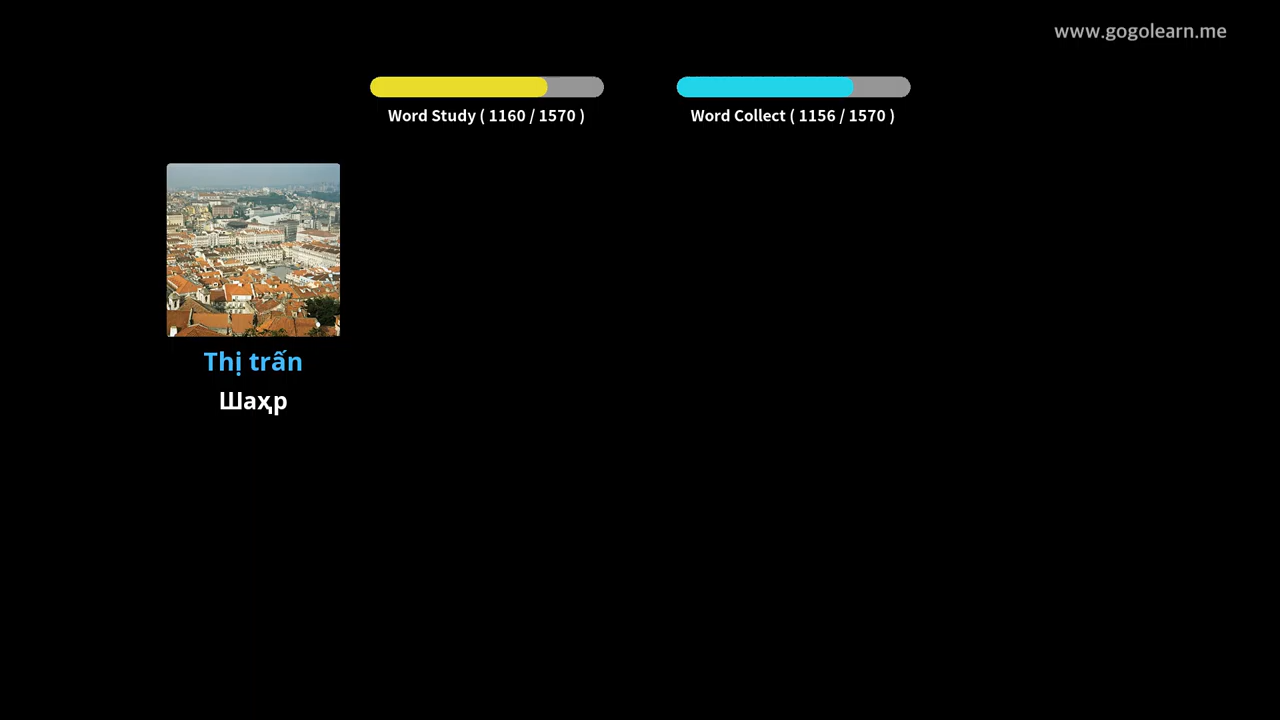 www.gogolearn.me
Word Study ( 1160 / 1570 )
Word Collect ( 1156 / 1570 )
Thị trấn
Шаҳр